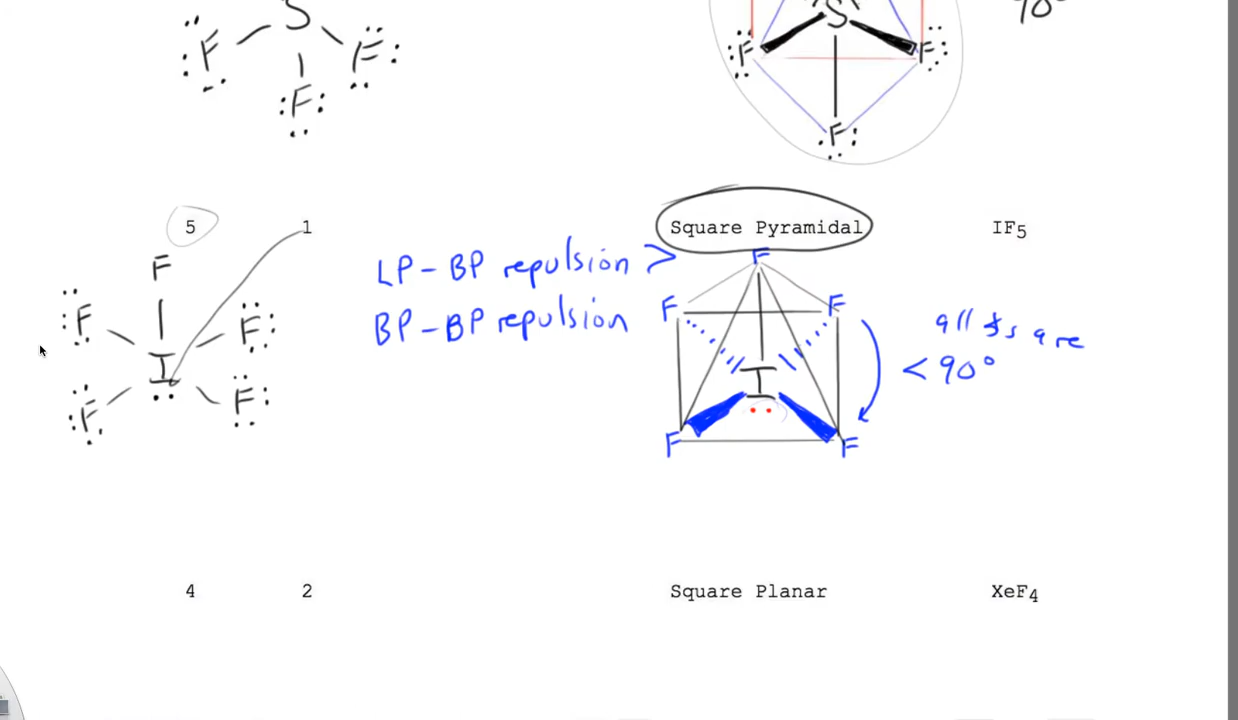 S
90°
S
:F F: :F F:
:F: F:
5 1 Square Pyramidal IF5
F LP-BP repulsion > F
:F F: BP-BP repulsion F F all ∡s are
I I < 90°
:F F: F F
4 2 Square Planar XeF4